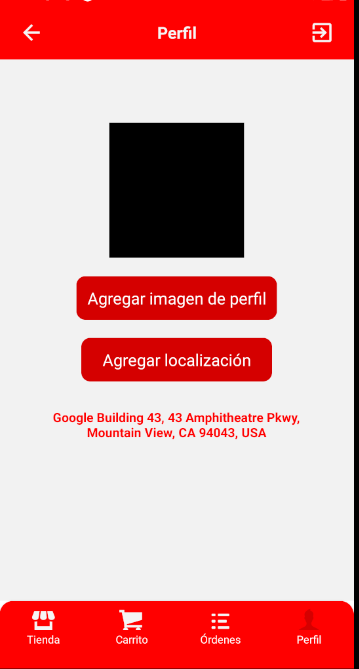 Perfil
Agregar imagen de perfil
Agregar localización
Google Building 43, 43 Amphitheatre Pkwy,
Mountain View, CA 94043, USA
Tienda
Carrito
Órdenes
Perfil